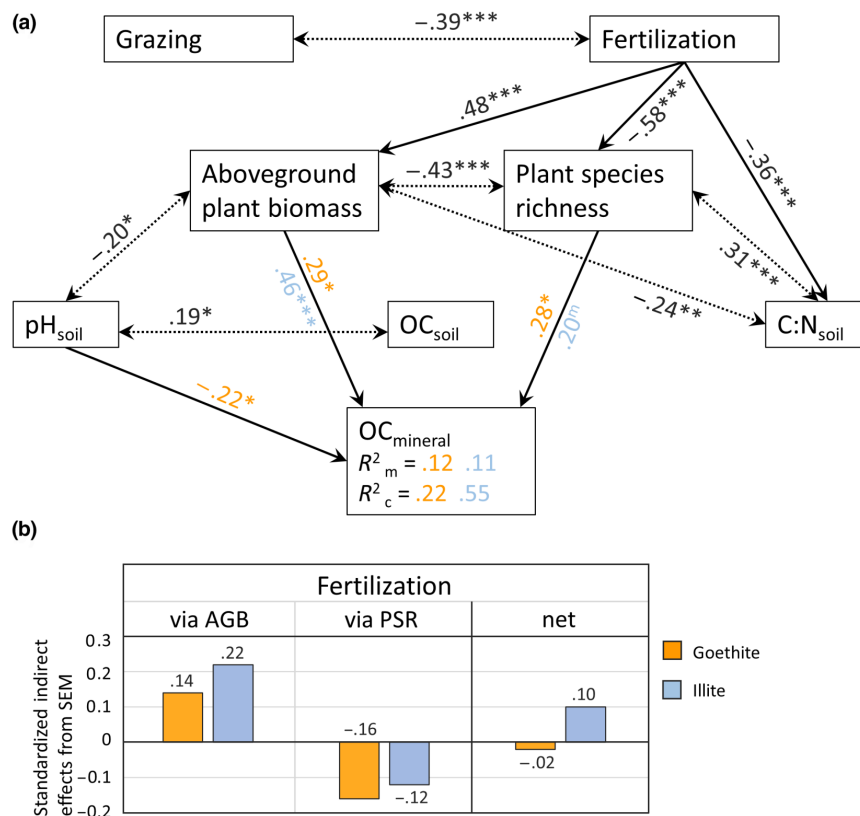 (a)
Grazing
−.39***
Fertilization
.48***
−.58***
−.36***
Aboveground
plant biomass
−.43***
Plant species
richness
−.20*
.31***
.29*
.46***
−.24**
.28*
.20ᵐ
pHsoil
.19*
OCsoil
C:Nsoil
−.22*
OCmineral
R² m = .12 .11
R² c = .22 .55
(b)
Fertilization
via AGB
via PSR
net
Standardized indirect
effects from SEM
0.3
0.2
0.1
0
−0.1
−0.2
.14
.22
−.16
−.12
−.02
.10
Goethite
Illite